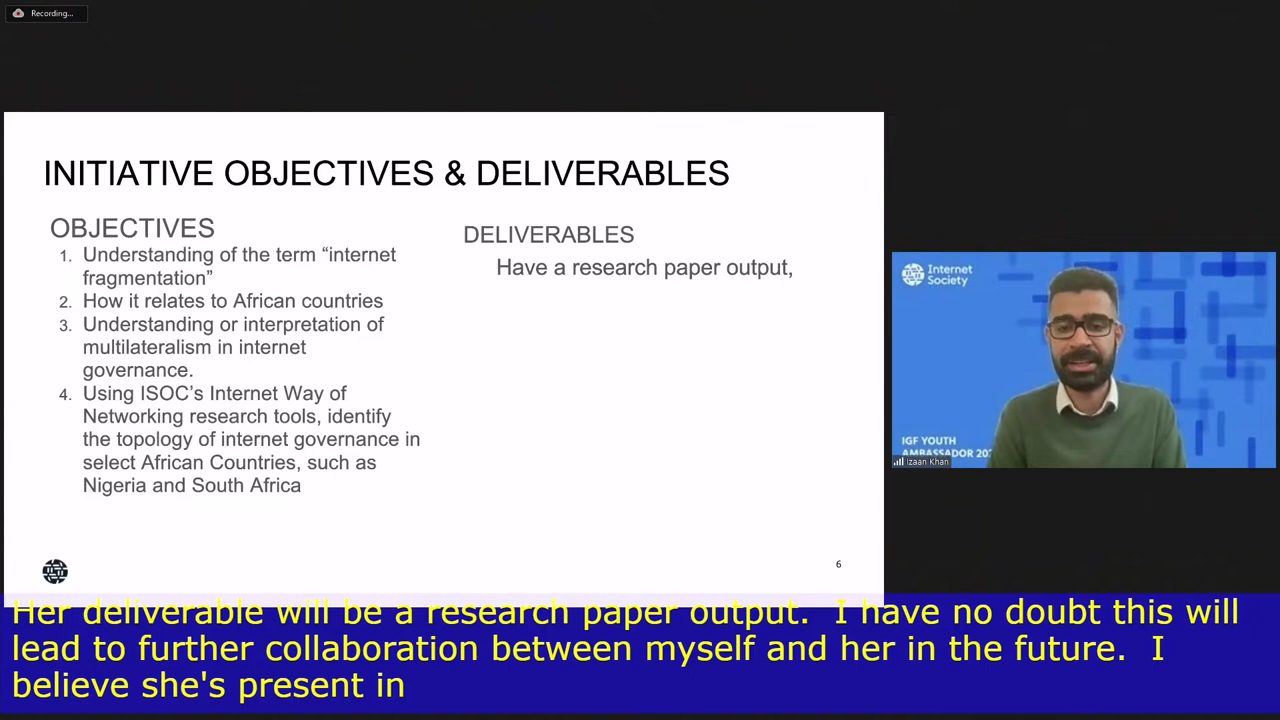 Recording...
INITIATIVE OBJECTIVES & DELIVERABLES
OBJECTIVES
1. Understanding of the term “internet
fragmentation”
2. How it relates to African countries
3. Understanding or interpretation of
multilateralism in internet
governance.
4. Using ISOC’s Internet Way of
Networking research tools, identify
the topology of internet governance in
select African Countries, such as
Nigeria and South Africa
DELIVERABLES
Have a research paper output,
6
Internet
Society
IGF YOUTH
AMBASSADOR 202
Izaan Khan
Her deliverable will be a research paper output. I have no doubt this will
lead to further collaboration between myself and her in the future. I
believe she's present in